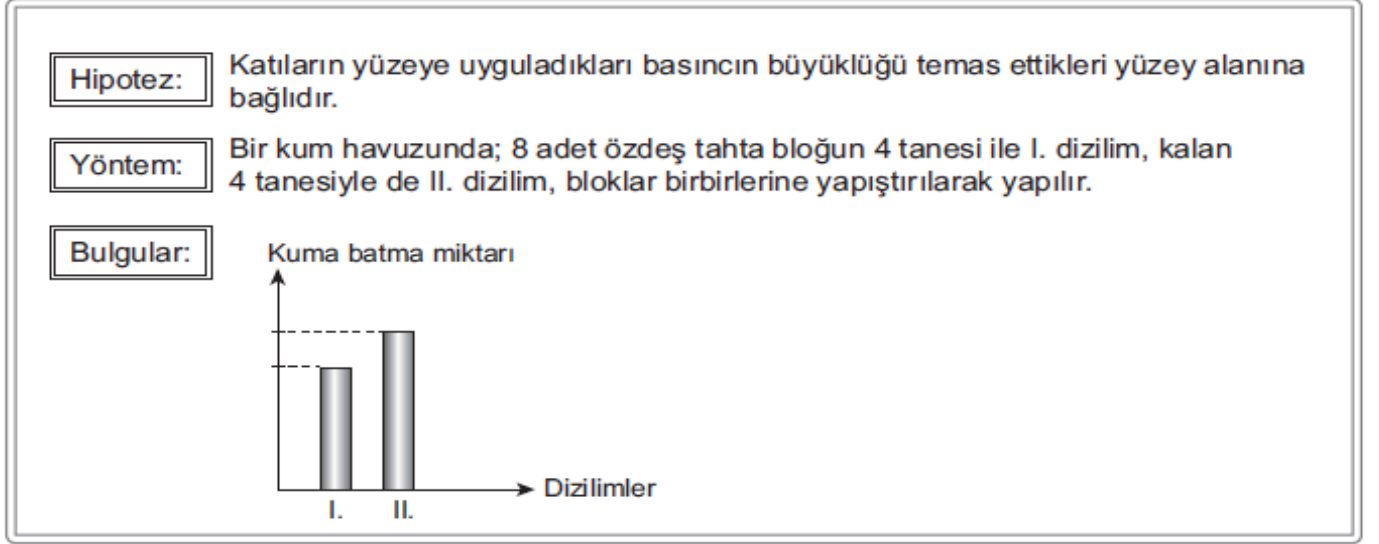 Hipotez:
Katıların yüzeye uyguladıkları basıncın büyüklüğü temas ettikleri yüzey alanına
bağlıdır.
Yöntem:
Bir kum havuzunda; 8 adet özdeş tahta bloğun 4 tanesi ile I. dizilim, kalan
4 tanesiyle de II. dizilim, bloklar birbirlerine yapıştırılarak yapılır.
Bulgular:
Kuma batma miktarı
Dizilimler
I. II.